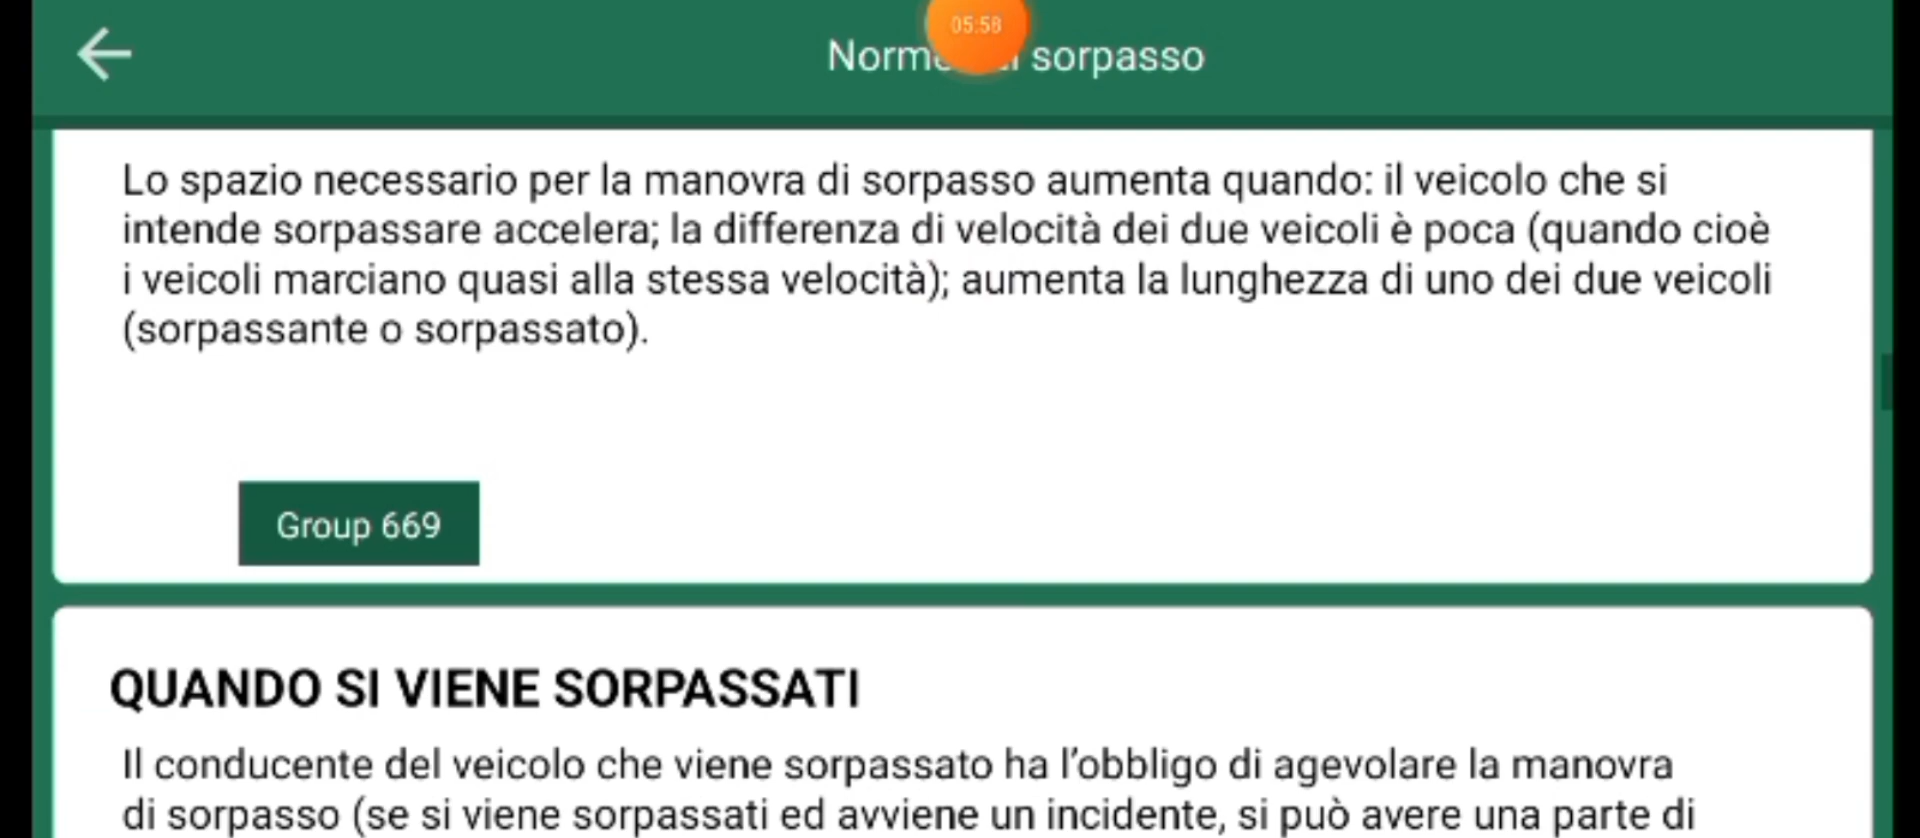 05:58
Norme sorpasso
Lo spazio necessario per la manovra di sorpasso aumenta quando: il veicolo che si
intende sorpassare accelera; la differenza di velocità dei due veicoli è poca (quando cioè
i veicoli marciano quasi alla stessa velocità); aumenta la lunghezza di uno dei due veicoli
(sorpassante o sorpassato).
Group 669
QUANDO SI VIENE SORPASSATI
Il conducente del veicolo che viene sorpassato ha l'obbligo di agevolare la manovra
di sorpasso (se si viene sorpassati ed avviene un incidente, si può avere una parte di